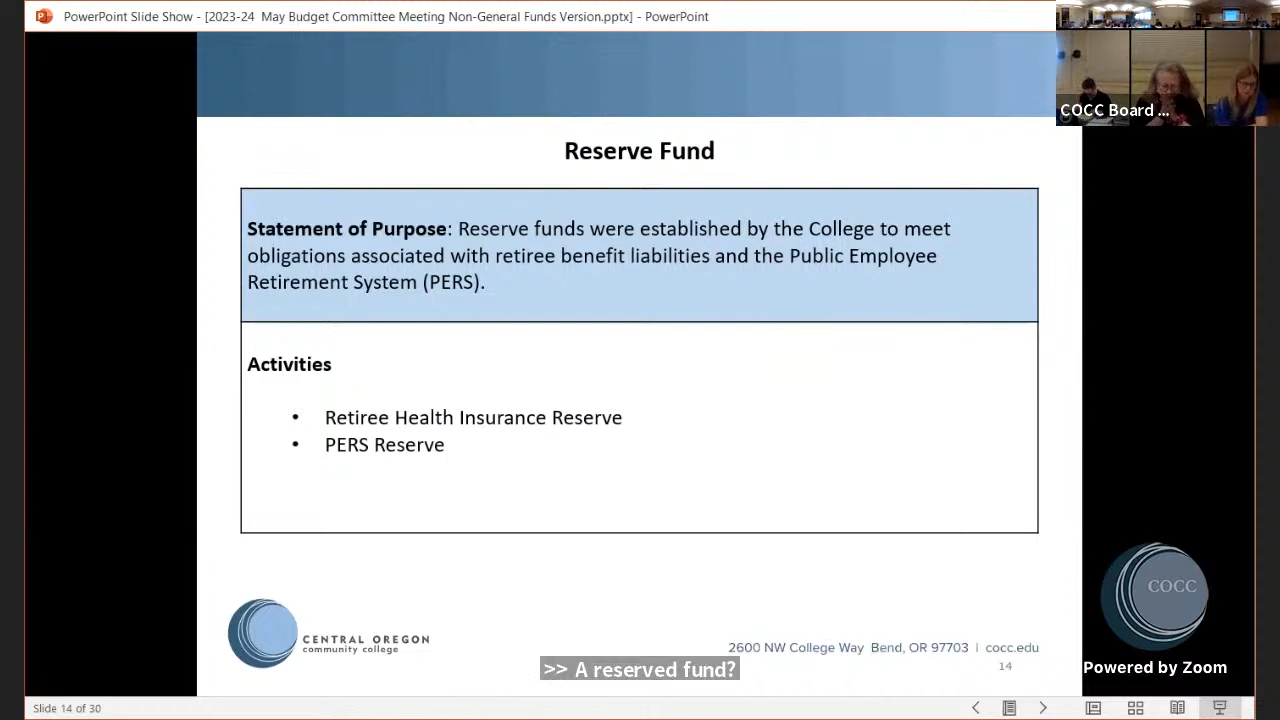 PowerPoint Slide Show - [2023-24  May Budget Committee Meeting Non-General Funds Version.pptx] - PowerPoint
COCC Board ...
Reserve Fund
Statement of Purpose: Reserve funds were established by the College to meet
obligations associated with retiree benefit liabilities and the Public Employee
Retirement System (PERS).
Activities
• Retiree Health Insurance Reserve
• PERS Reserve
COCC
CENTRAL OREGON
community college
2600 NW College Way  Bend, OR 97703 | cocc.edu
14
>> A reserved fund?
Powered by Zoom
Slide 14 of 30